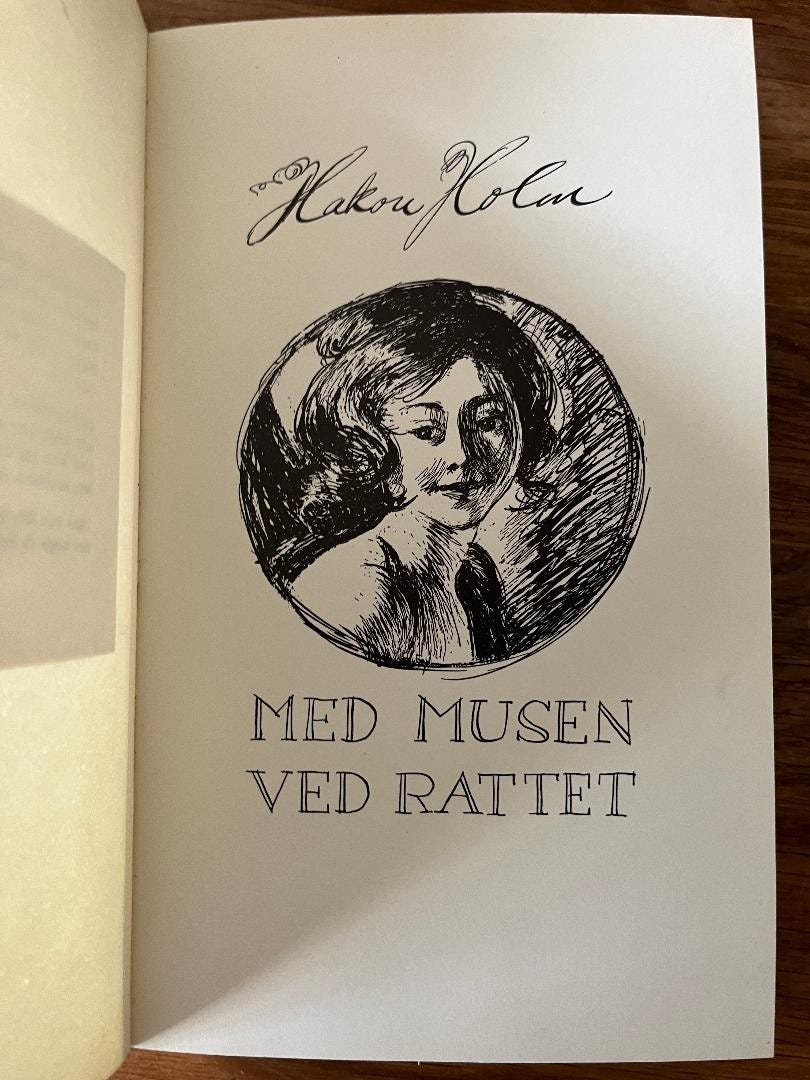 Hakon Holm
MED MUSEN
VED RATTET